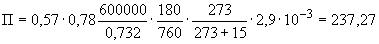 П = 0,57·0,78 600000/0,732 · 180/760 · 273/(273+15) · 2,9·10⁻³ = 237,27